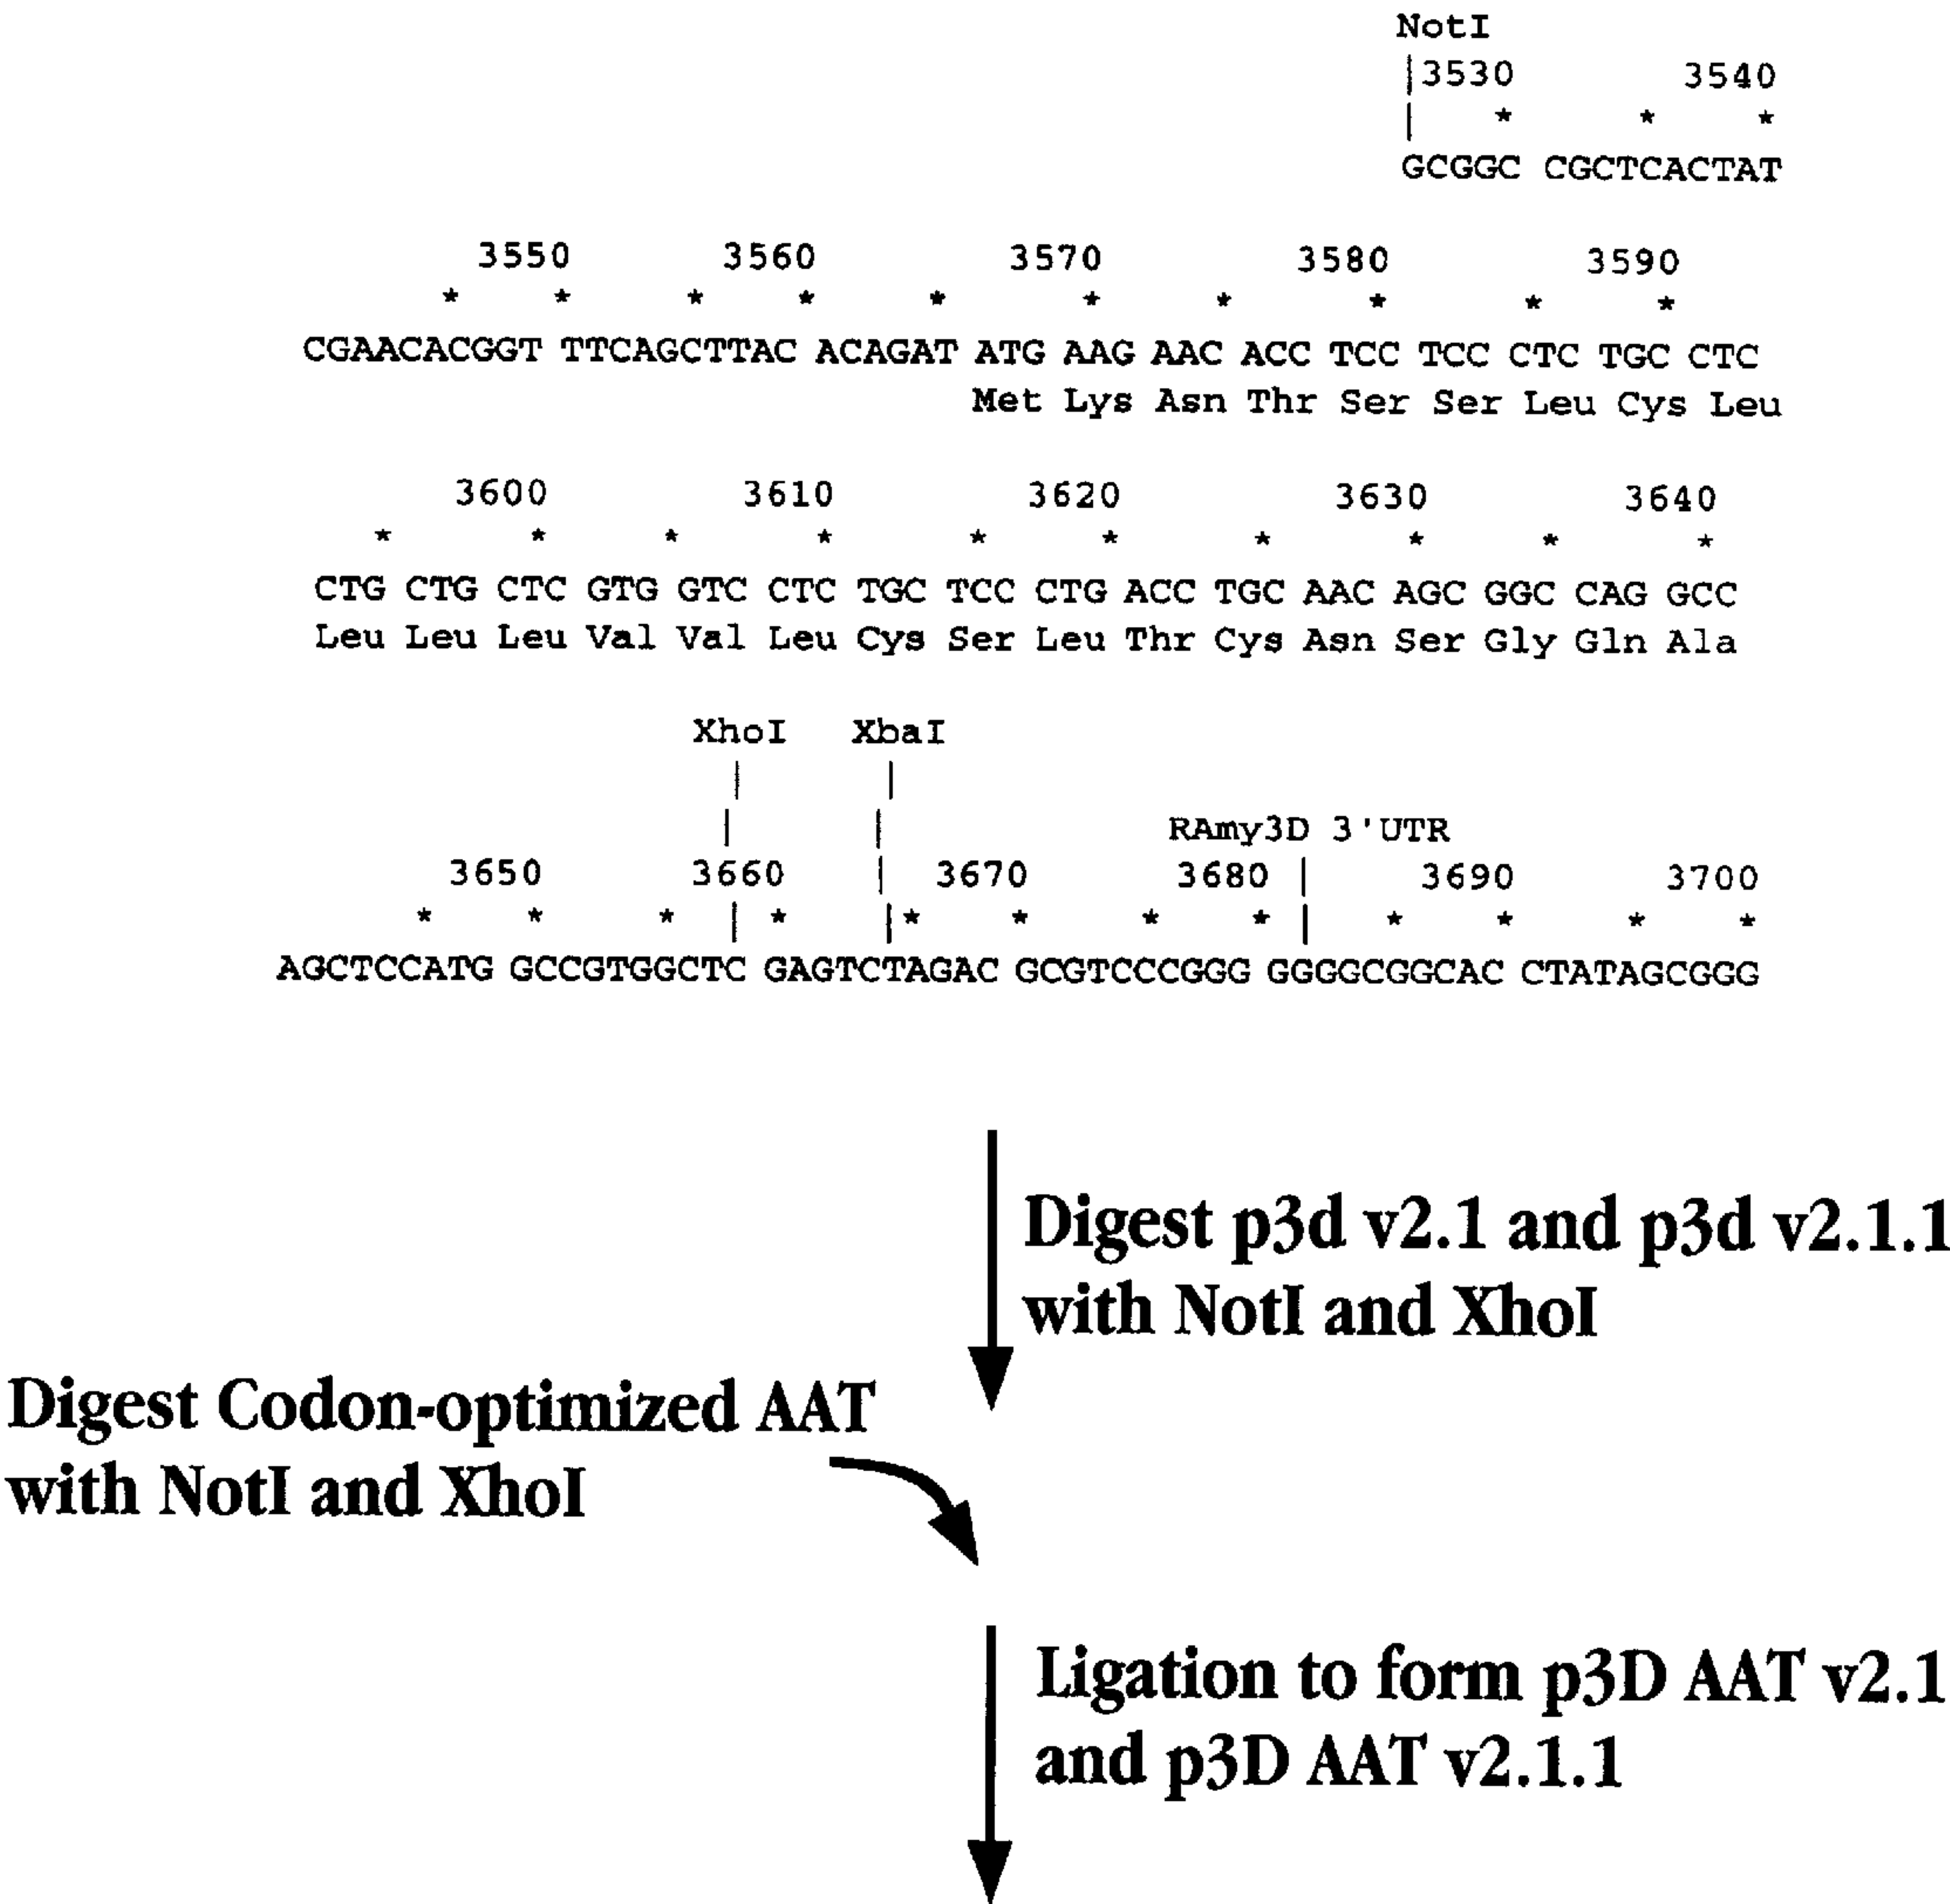 NotI
|3530 3540
| * * *
GCGGC CGCTCACTAT
3550 3560 3570 3580 3590
* * * * * * * * * *
CGAACACGGT TTCAGCTTAC ACAGAT ATG AAG AAC ACC TCC TCC CTC TGC CTC
Met Lys Asn Thr Ser Ser Leu Cys Leu
3600 3610 3620 3630 3640
* * * * * * * * * *
CTG CTG CTC GTG GTC CTC TGC TCC CTG ACC TGC AAC AGC GGC CAG GCC
Leu Leu Leu Val Val Leu Cys Ser Leu Thr Cys Asn Ser Gly Gln Ala
XhoI XbaI
| |
| |
RAmy3D 3'UTR
3650 3660 | 3670 3680 | 3690 3700
* * * | * | * * * * | * * * *
AGCTCCATG GCCGTGGCTC GAGTCTAGAC GCGTCCCGGG GGGGCGGCAC CTATAGCGGG
Digest p3d v2.1 and p3d v2.1.1
with NotI and XhoI
Digest Codon-optimized AAT
with NotI and XhoI
Ligation to form p3D AAT v2.1
and p3D AAT v2.1.1